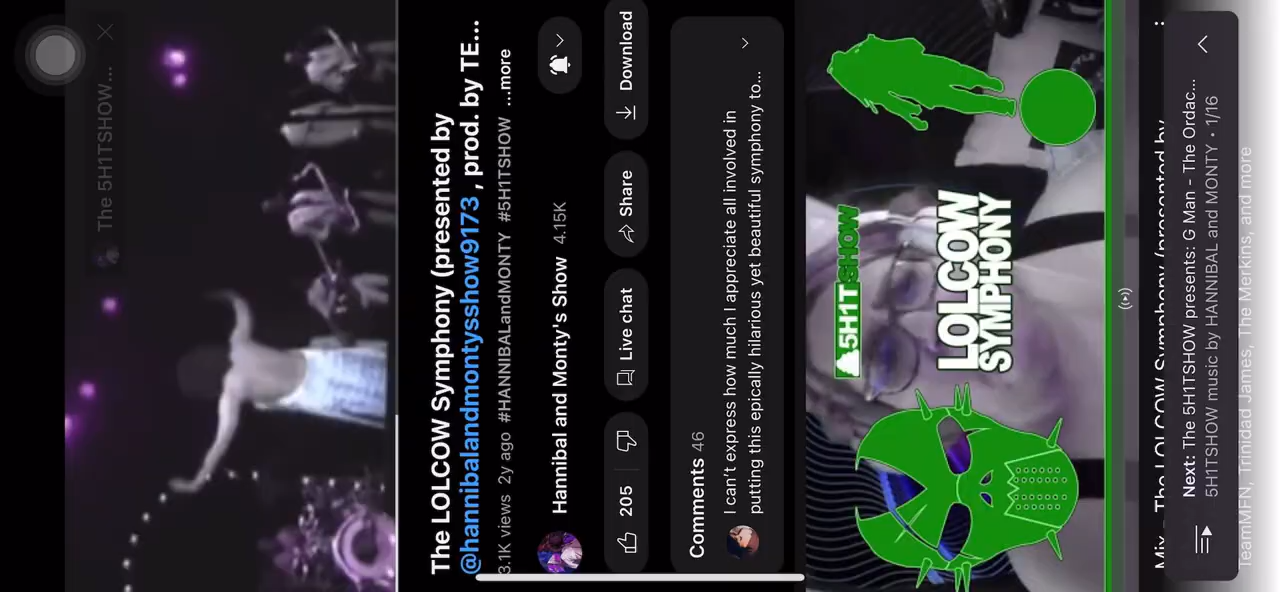 The 5H1TSHOW...
The LOLCOW Symphony (presented by
@hannibalandmontysshow9173 , prod. by TE...
3.1K views 2y ago #HANNIBALandMONTY #5H1TSHOW ...more
Hannibal and Monty's Show 4.15K
205
Live chat
Share
Download
Comments 46
I can't express how much I appreciate all involved in
putting this epically hilarious yet beautiful symphony to...
5H1TSHOW
LOLCOW
SYMPHONY
Mix - The LOLCOW Symphony (presented by
Next: The 5H1TSHOW presents: G Man - The Ordac...
5H1TSHOW music by HANNIBAL and MONTY • 1/16
TeamMFN, Trinidad James, The Merkins, and more